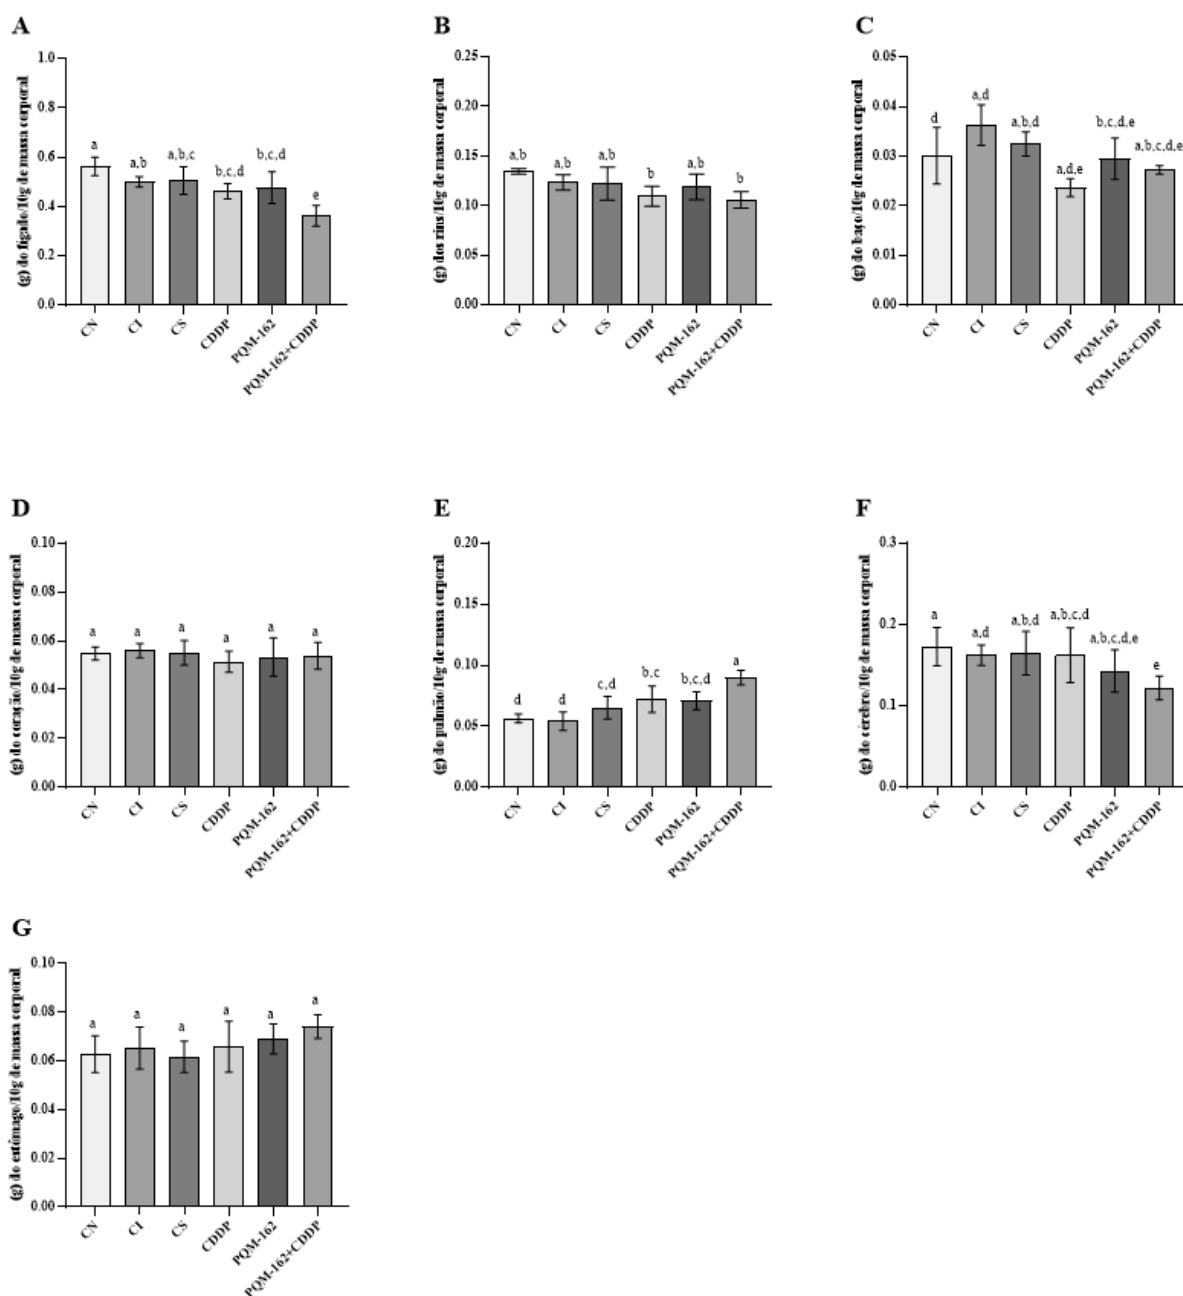 A
(g) do fígado/10g de massa corporal
1.0
0.8
0.6
0.4
0.2
0.0
a
a,b
a,b,c
b,c,d
b,c,d
e
CN
CI
CS
CDDP
PQM-162
PQM-162+CDDP
B
(g) dos rins/10g de massa corporal
0.25
0.20
0.15
0.10
0.05
0.00
a,b
a,b
a,b
b
a,b
b
CN
CI
CS
CDDP
PQM-162
PQM-162+CDDP
C
(g) do baço/10g de massa corporal
0.05
0.04
0.03
0.02
0.01
0.00
d
a,d
a,b,d
a,d,e
b,c,d,e
a,b,c,d,e
CN
CI
CS
CDDP
PQM-162
PQM-162+CDDP
D
(g) do coração/10g de massa corporal
0.10
0.08
0.06
0.04
0.02
0.00
a
a
a
a
a
a
CN
CI
CS
CDDP
PQM-162
PQM-162+CDDP
E
(g) do pulmão/10g de massa corporal
0.20
0.15
0.10
0.05
0.00
d
d
c,d
b,c
b,c,d
a
CN
CI
CS
CDDP
PQM-162
PQM-162+CDDP
F
(g) do cérebro/10g de massa corporal
0.3
0.2
0.1
0.0
a
a,d
a,b,d
a,b,c,d
a,b,c,d,e
e
CN
CI
CS
CDDP
PQM-162
PQM-162+CDDP
G
(g) do estômago/10g de massa corporal
0.10
0.08
0.06
0.04
0.02
0.00
a
a
a
a
a
a
CN
CI
CS
CDDP
PQM-162
PQM-162+CDDP